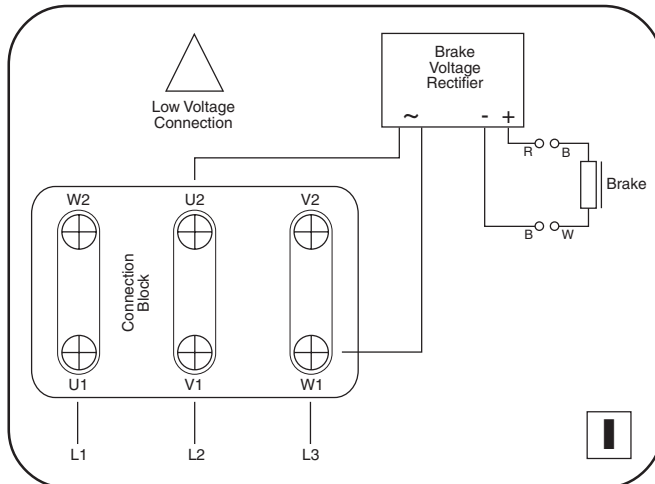 Low Voltage
Connection
Brake
Voltage
Rectifier
~ - +
R B
Brake
B W
W2 U2 V2
Connection
Block
U1 V1 W1
L1 L2 L3